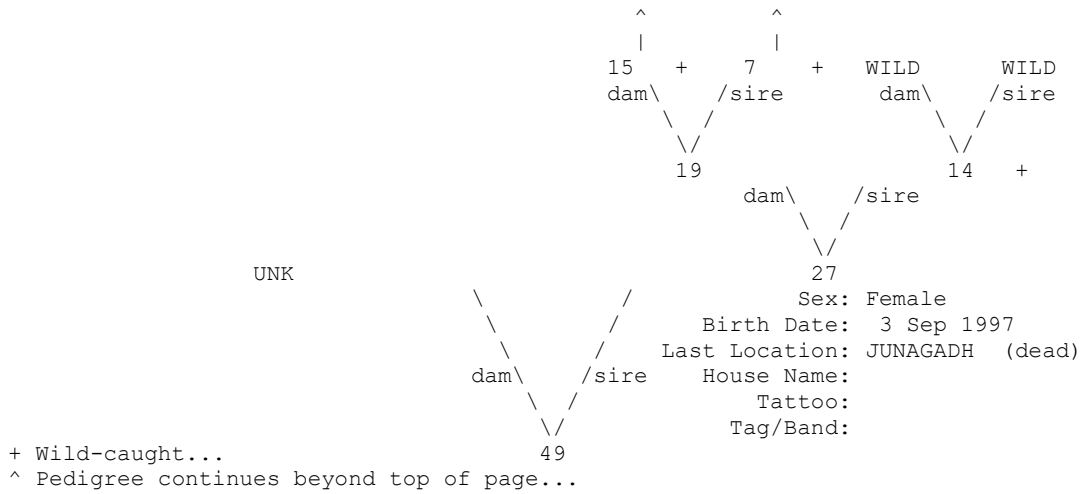 ^ ^
| |
15 + 7 + WILD WILD
dam\ /sire dam\ /sire
\ / \ /
\/ \/
19 14 +
dam\ /sire
\ /
\/
UNK 27
\ / Sex: Female
\ / Birth Date: 3 Sep 1997
\ / Last Location: JUNAGADH (dead)
dam\ /sire House Name:
\ / Tattoo:
\/ Tag/Band:
+ Wild-caught... 49
^ Pedigree continues beyond top of page...